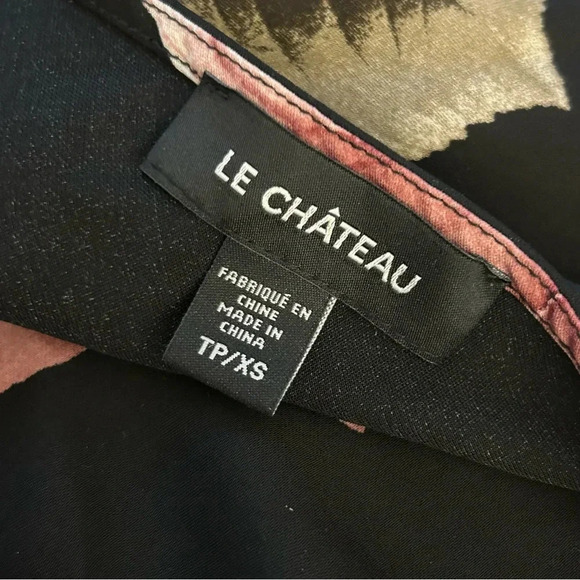 LE CHÂTEAU
FABRIQUÉ EN
CHINE
MADE IN
CHINA
TP/XS